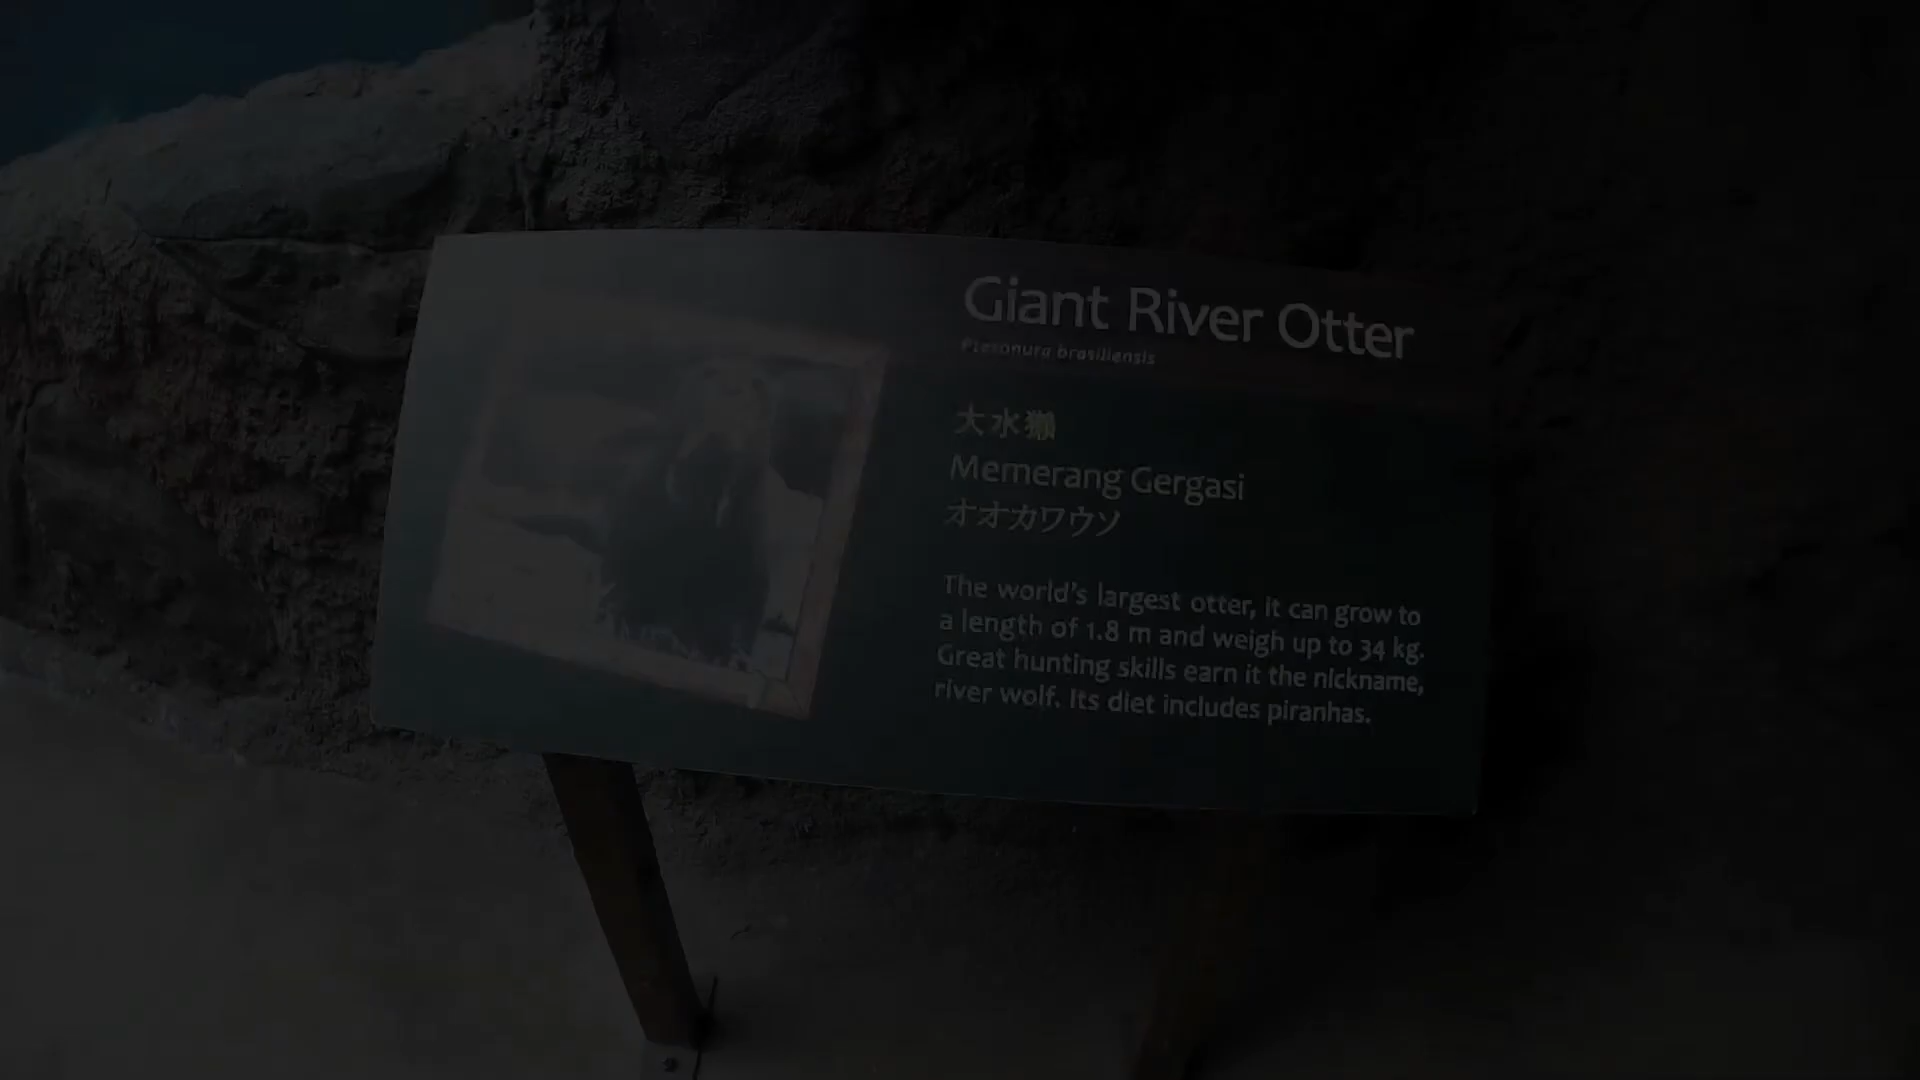 Giant River Otter
Pteronura brasiliensis
大水獭
Memerang Gergasi
オオカワウソ
The world's largest otter, it can grow to
a length of 1.8 m and weigh up to 34 kg.
Great hunting skills earn it the nickname,
river wolf. Its diet includes piranhas.